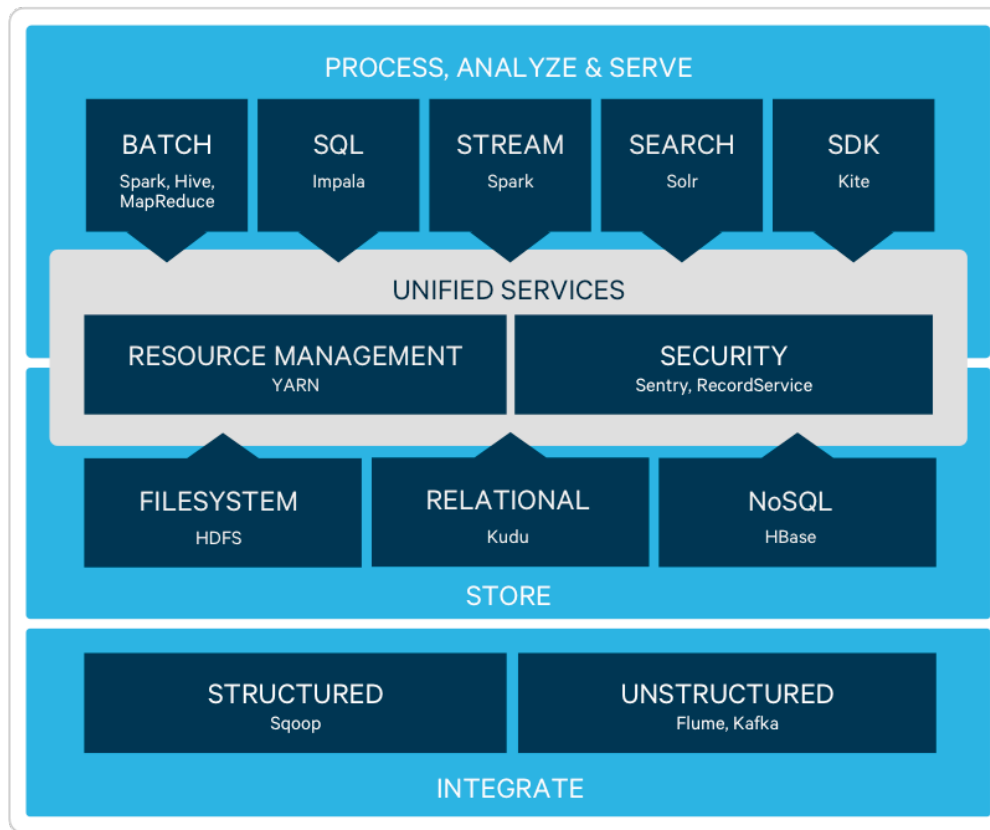 PROCESS, ANALYZE & SERVE
BATCH
Spark, Hive,
MapReduce
SQL
Impala
STREAM
Spark
SEARCH
Solr
SDK
Kite
UNIFIED SERVICES
RESOURCE MANAGEMENT
YARN
SECURITY
Sentry, RecordService
FILESYSTEM
HDFS
RELATIONAL
Kudu
NoSQL
HBase
STORE
STRUCTURED
Sqoop
UNSTRUCTURED
Flume, Kafka
INTEGRATE